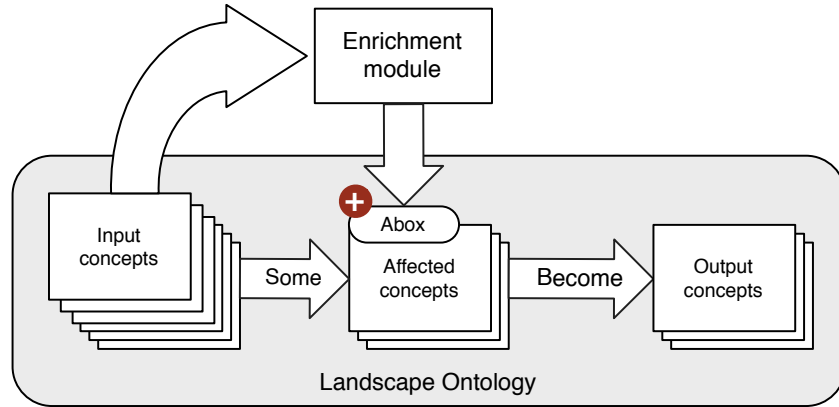 Enrichment
module
Input
concepts
Some
+
Abox
Affected
concepts
Become
Output
concepts
Landscape Ontology